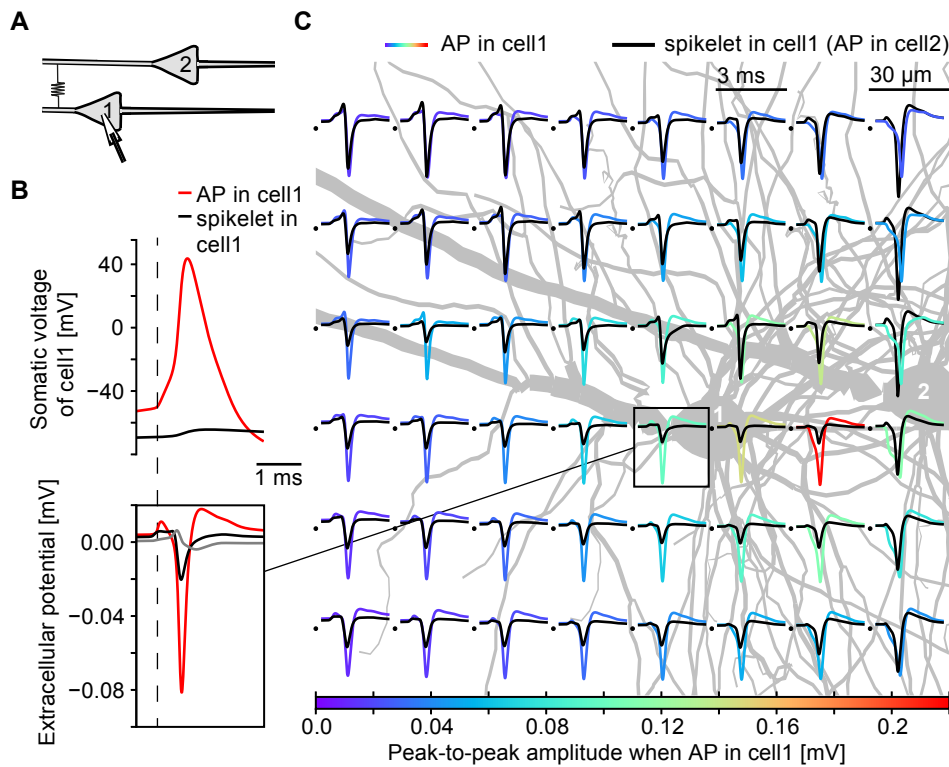 A
2
1
B
AP in cell1
spikelet in
cell1
Somatic voltage
of cell1 [mV]
40
0
−40
1 ms
Extracellular potential [mV]
0.00
−0.04
−0.08
C
AP in cell1
spikelet in cell1 (AP in cell2)
3 ms
30 µm
1
2
0.0
0.04
0.08
0.12
0.16
0.2
Peak-to-peak amplitude when AP in cell1 [mV]